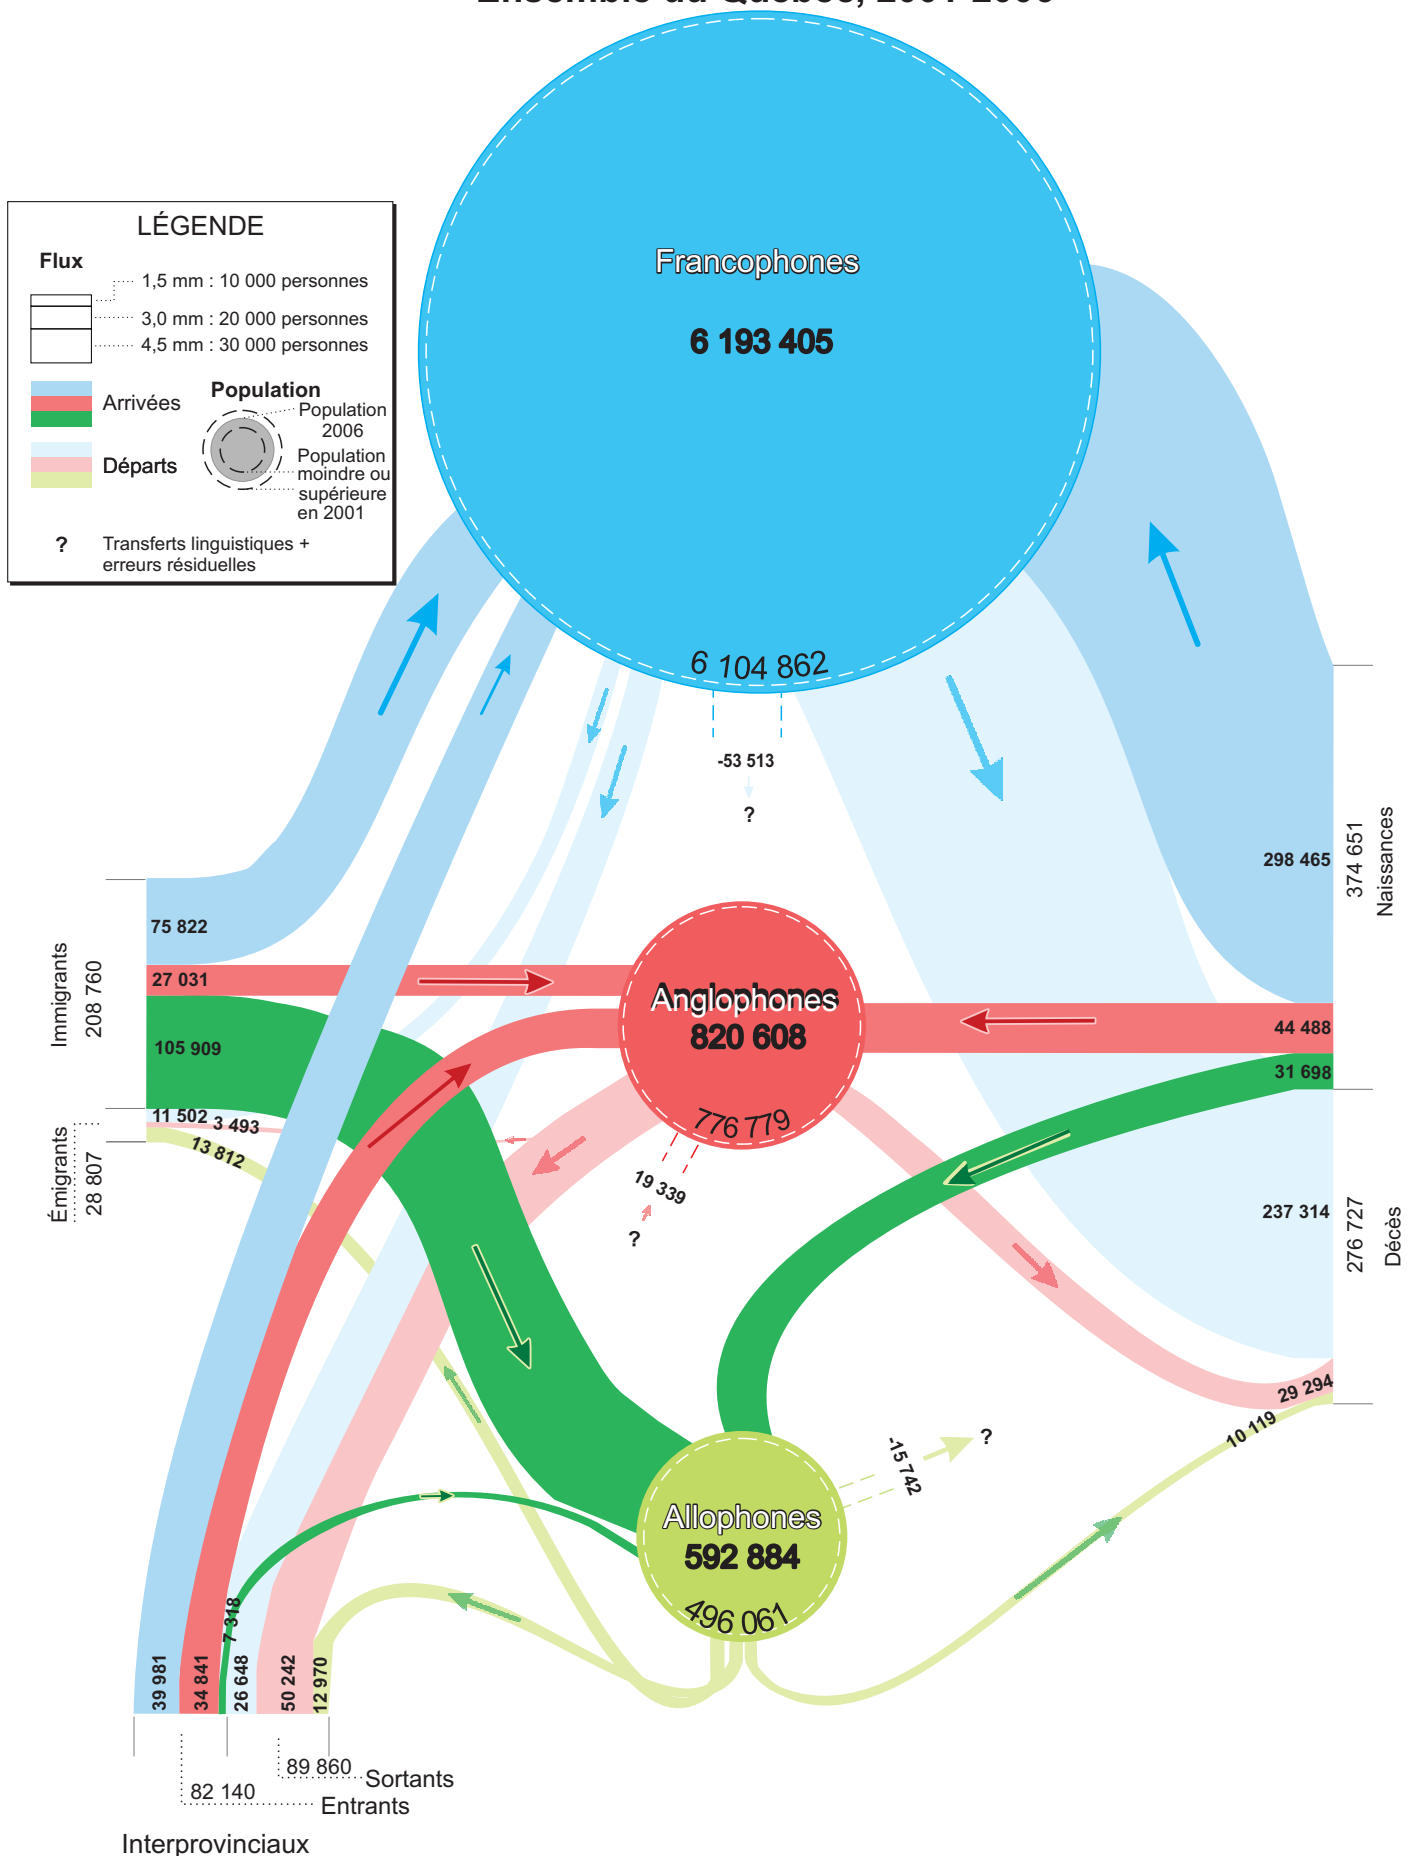 Ensemble du Québec, 2001-2006
LÉGENDE
Flux
1,5 mm : 10 000 personnes
3,0 mm : 20 000 personnes
4,5 mm : 30 000 personnes
Arrivées
Départs
Population
Population
2006
Population
moindre ou
supérieure
en 2001
? Transferts linguistiques +
erreurs résiduelles
Francophones
6 193 405
6 104 862
-53 513
?
298 465
374 651
Naissances
75 822
27 031
105 909
Immigrants
208 760
Anglophones
820 608
776 779
44 488
31 698
11 502
3 493
13 812
Émigrants
28 807
19 339
?
237 314
276 727
Décès
29 294
10 119
-15 742
?
Allophones
592 884
496 061
39 981
34 841
7 318
26 648
50 242
12 970
89 860
Sortants
82 140
Entrants
Interprovinciaux